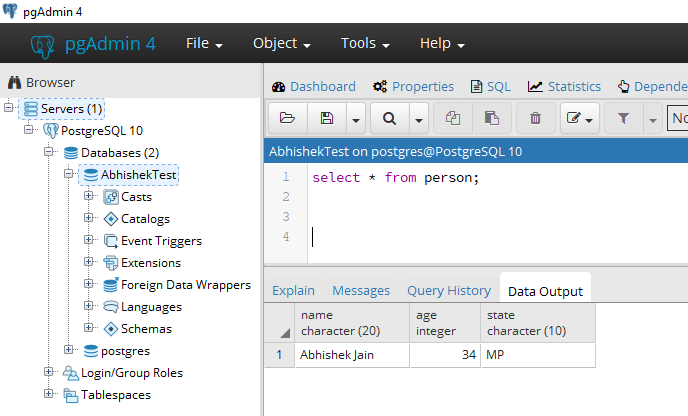 pgAdmin 4
pgAdmin 4 File Object Tools Help
Browser
Servers (1)
PostgreSQL 10
Databases (2)
AbhishekTest
Casts
Catalogs
Event Triggers
Extensions
Foreign Data Wrappers
Languages
Schemas
postgres
Login/Group Roles
Tablespaces
Dashboard Properties SQL Statistics Depende
No
AbhishekTest on postgres@PostgreSQL 10
1 select * from person;
2
3
4
Explain Messages Query History Data Output
name age state
character (20) integer character (10)
1 Abhishek Jain 34 MP